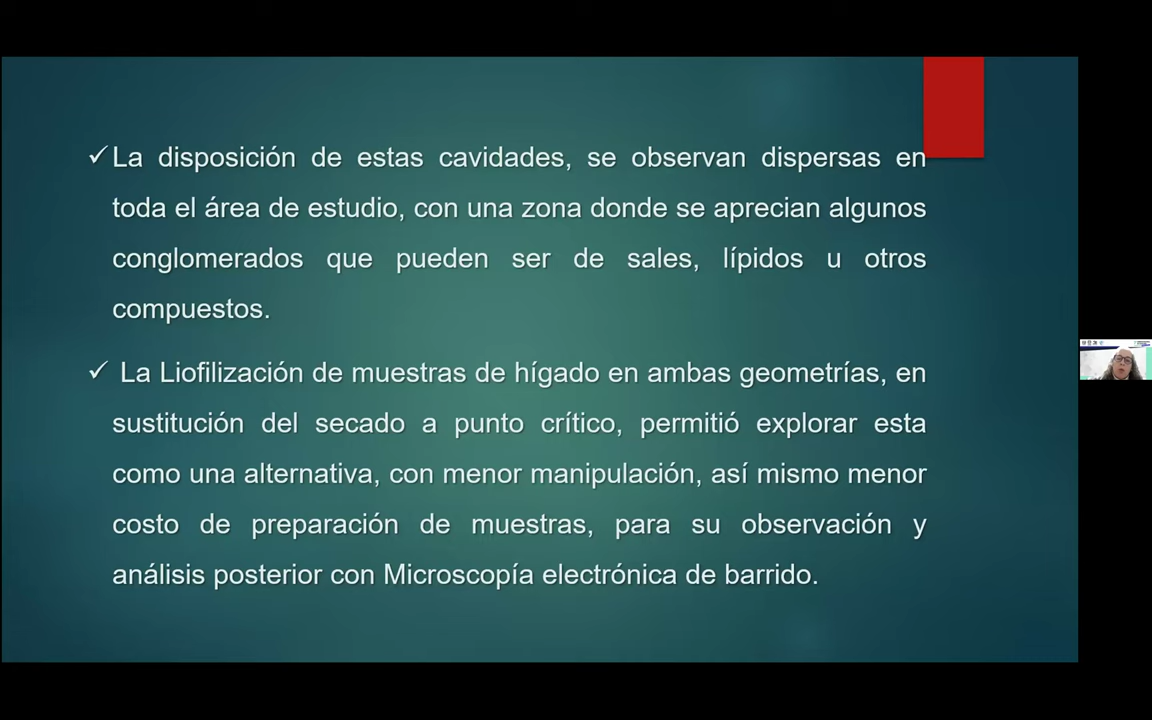 ✓La disposición de estas cavidades, se observan dispersas en
toda el área de estudio, con una zona donde se aprecian algunos
conglomerados que pueden ser de sales, lípidos u otros
compuestos.
✓ La Liofilización de muestras de hígado en ambas geometrías, en
sustitución del secado a punto crítico, permitió explorar esta
como una alternativa, con menor manipulación, así mismo menor
costo de preparación de muestras, para su observación y
análisis posterior con Microscopía electrónica de barrido.